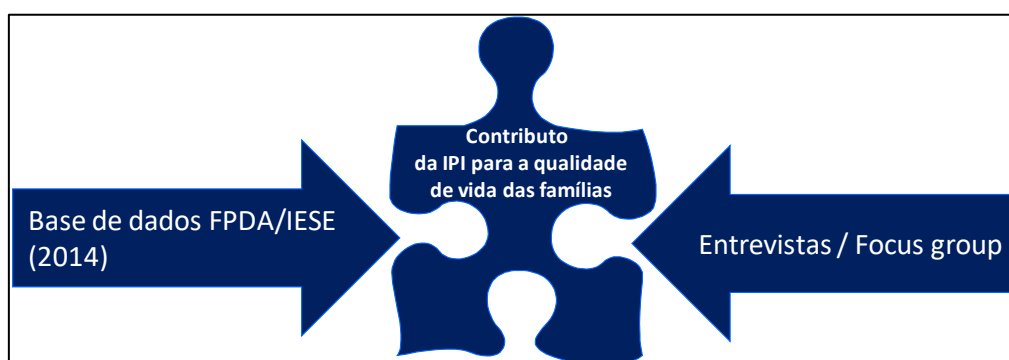 Contributo
da IPI para a qualidade
de vida das famílias
Base de dados FPDA/IESE
(2014)
Entrevistas / Focus group